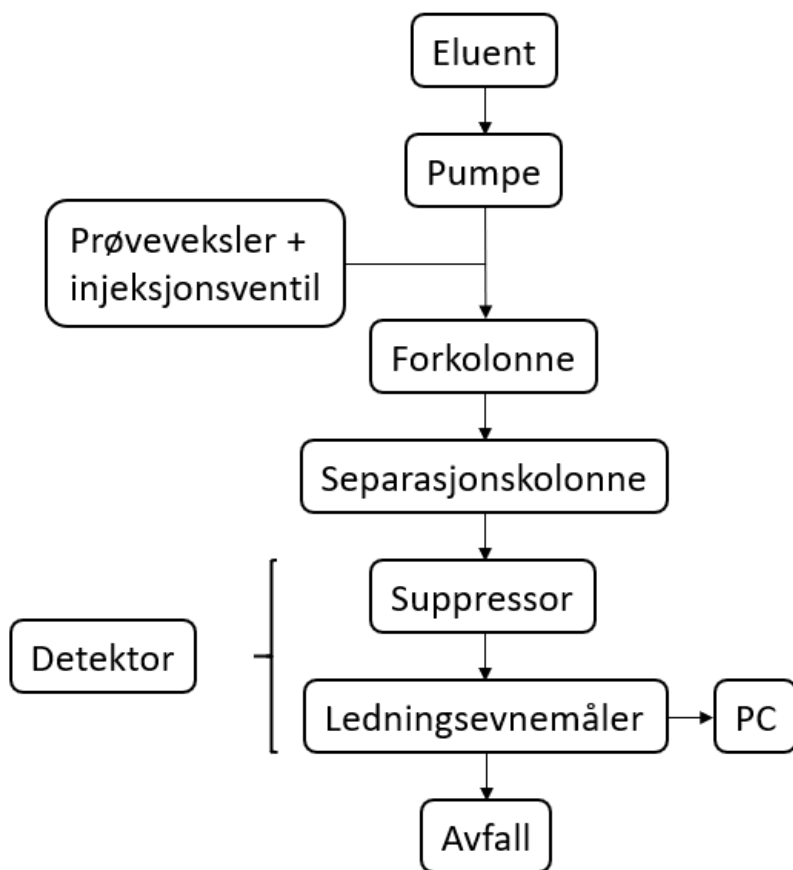 Eluent
Pumpe
Prøveveksler +
injeksjonsventil
Forkolonne
Separasjonskolonne
Suppressor
Detektor
Ledningsevnemåler
PC
Avfall